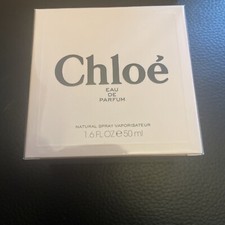 Chloé
EAU
DE
PARFUM
NATURAL SPRAY VAPORISATEUR
1.6 FL OZ ℮ 50 ml